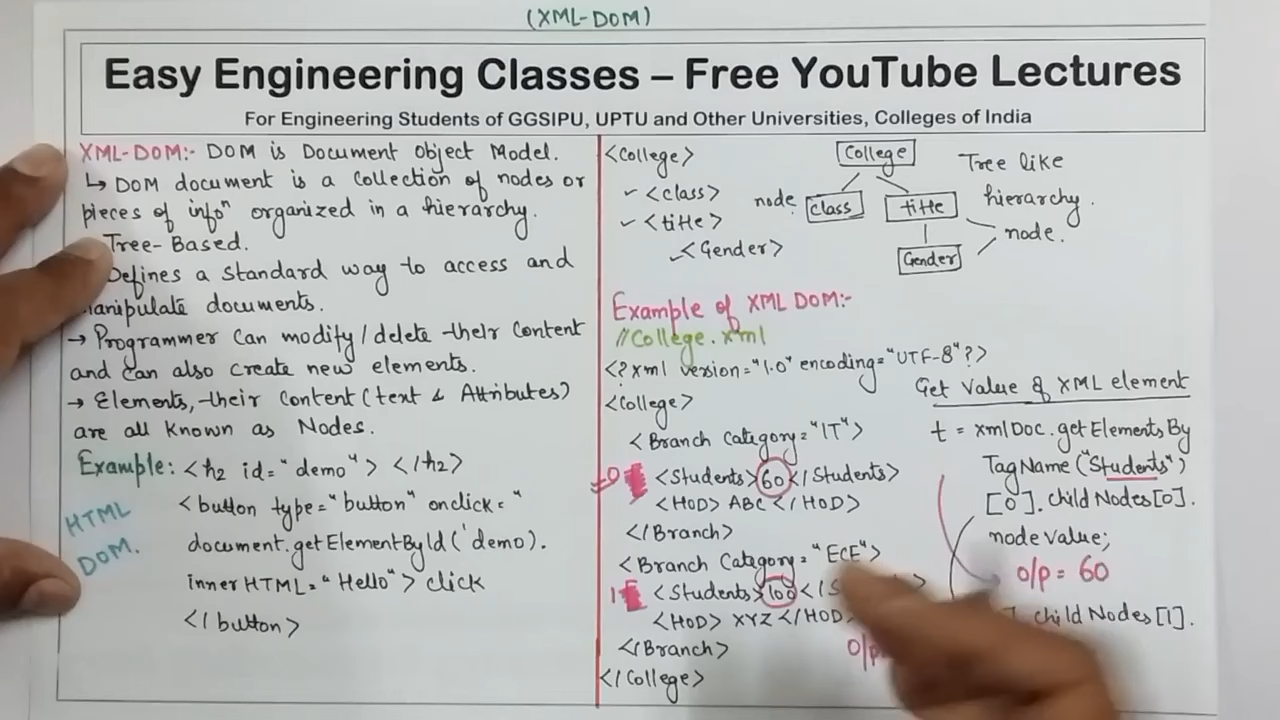 (XML-DOM)
Easy Engineering Classes – Free YouTube Lectures
For Engineering Students of GGSIPU, UPTU and Other Universities, Colleges of India
XML-DOM:- DOM is Document Object Model.
↳ DOM document is a collection of nodes or
pieces of infoⁿ organized in a hierarchy.
Tree-Based.
Defines a standard way to access and
manipulate documents.
→ Programmer can modify/delete their content
and can also create new elements.
→ Elements, their content (text & Attributes)
are all known as Nodes.
Example: <h2 id="demo"> </h2>
<button type="button" onclick="
document.getElementById('demo).
innerHTML="Hello"> click
</button>
HTML
DOM.
<College>
<class>
<title>
<Gender>
College
node.
class
title
Gender
Tree like
hierarchy.
node.
Example of XML DOM:-
//College.xml
<?xml version="1.0" encoding="UTF-8"?>
<College>
<Branch Category="IT">
0 <Students>60</Students>
<HOD> ABC </HOD>
</Branch>
<Branch Category="ECE">
1 <Students>100</
<HOD> XYZ </HOD>
</Branch>
</College>
Get Value of XML element
t = xmlDoc.getElementsBy
TagName("Students")
[0].childNodes[0].
nodeValue;
o/p = 60
childNodes[1].
o/p